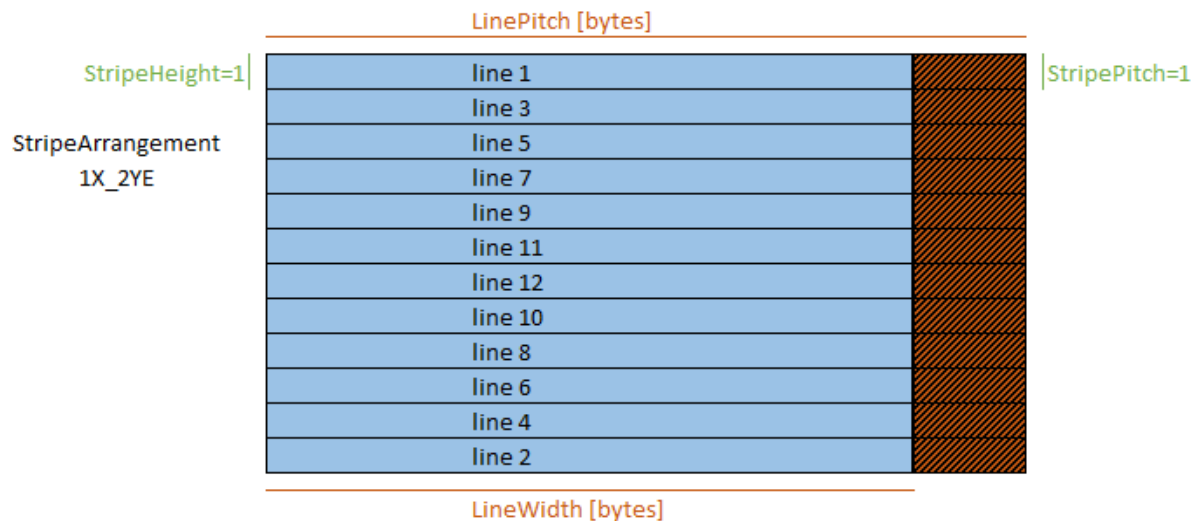 LinePitch [bytes]
StripeHeight=1
line 1
StripePitch=1
line 3
StripeArrangement
1X_2YE
line 5
line 7
line 9
line 11
line 12
line 10
line 8
line 6
line 4
line 2
LineWidth [bytes]